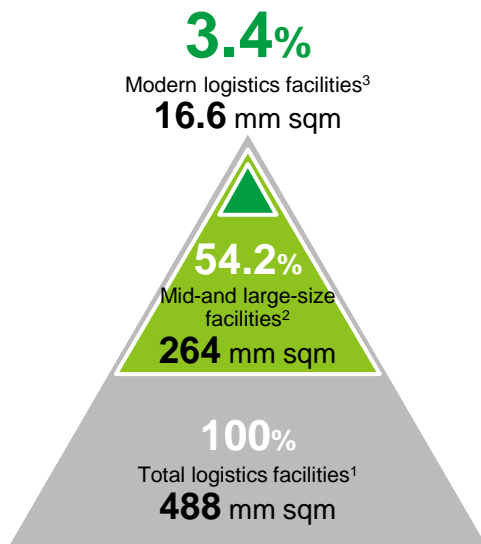 3.4%
Modern logistics facilities³
16.6 mm sqm
54.2%
Mid-and large-size
facilities²
264 mm sqm
100%
Total logistics facilities¹
488 mm sqm